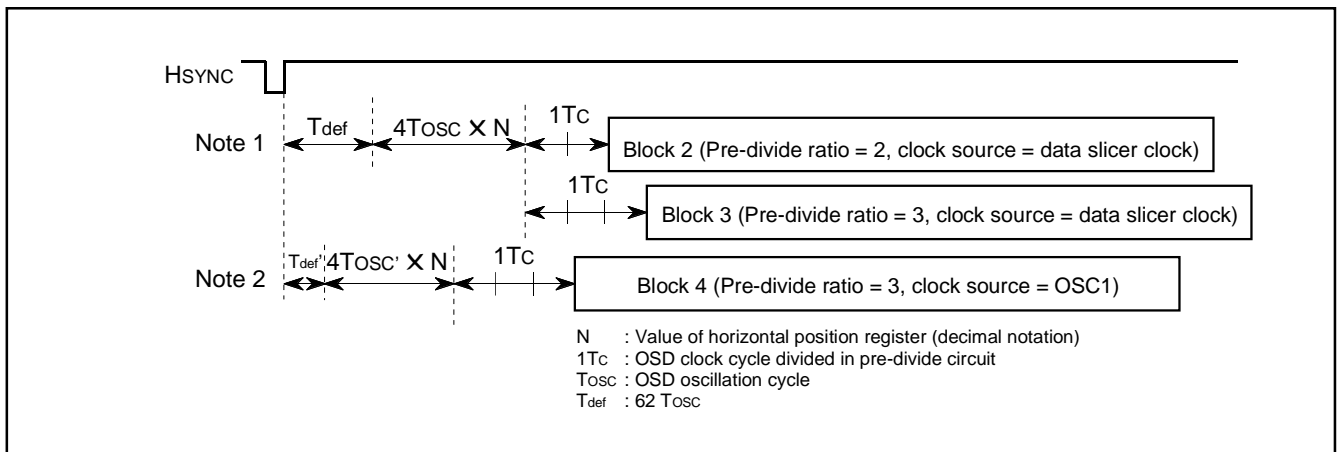 HSYNC
Note 1
Tdef
4TOSC × N
1TC
Block 2 (Pre-divide ratio = 2, clock source = data slicer clock)
1TC
Block 3 (Pre-divide ratio = 3, clock source = data slicer clock)
Note 2
Tdef'
4TOSC' × N
1TC
Block 4 (Pre-divide ratio = 3, clock source = OSC1)
N : Value of horizontal position register (decimal notation)
1TC : OSD clock cycle divided in pre-divide circuit
TOSC : OSD oscillation cycle
Tdef : 62 TOSC